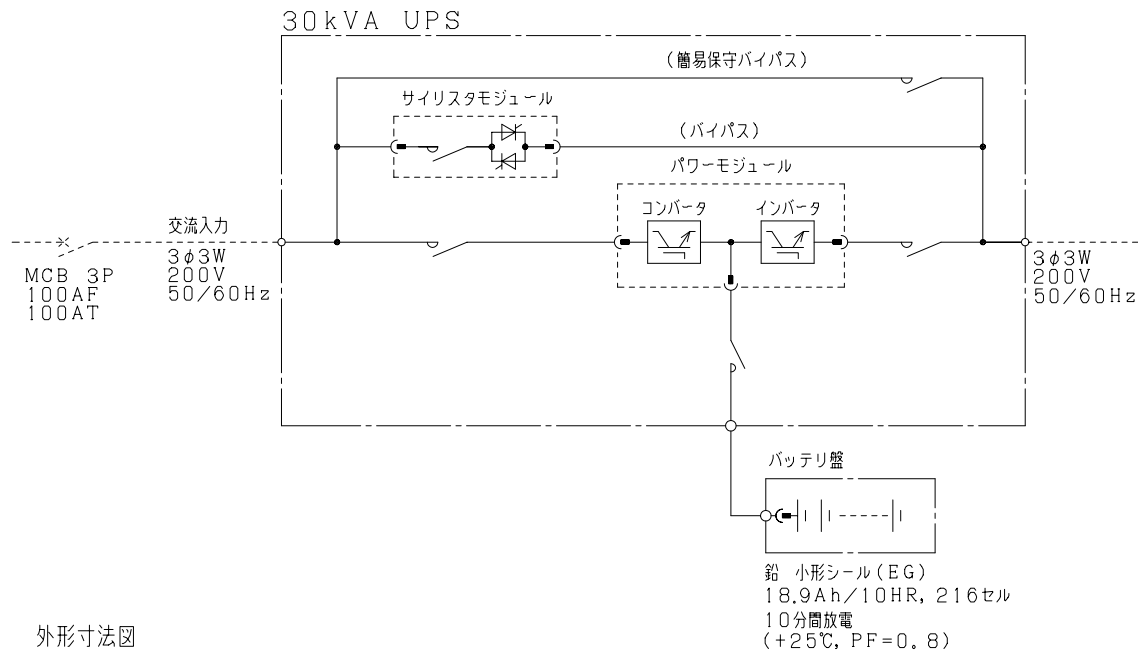 30kVA UPS
(簡易保守バイパス)
サイリスタモジュール
(バイパス)
パワーモジュール
コンバータ
インバータ
交流入力
3φ3W
200V
50/60Hz
MCB 3P
100AF
100AT
3φ3W
200V
50/60Hz
バッテリ盤
鉛 小形シール(EG)
18.9Ah/10HR, 216セル
10分間放電
(+25℃, PF=0.8)
外形寸法図